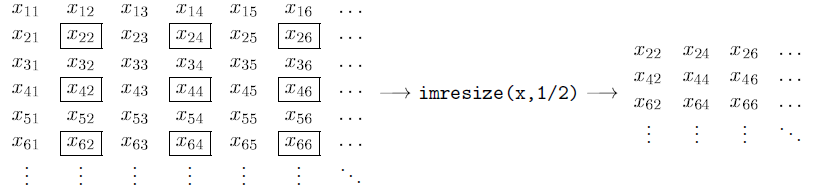 x₁₁ x₁₂ x₁₃ x₁₄ x₁₅ x₁₆ ⋯
x₂₁ x₂₂ x₂₃ x₂₄ x₂₅ x₂₆ ⋯
x₃₁ x₃₂ x₃₃ x₃₄ x₃₅ x₃₆ ⋯
x₄₁ x₄₂ x₄₃ x₄₄ x₄₅ x₄₆ ⋯
x₅₁ x₅₂ x₅₃ x₅₄ x₅₅ x₅₆ ⋯
x₆₁ x₆₂ x₆₃ x₆₄ x₆₅ x₆₆ ⋯
⋮ ⋮ ⋮ ⋮ ⋮ ⋮ ⋱
⟶ imresize(x,1/2) ⟶
x₂₂ x₂₄ x₂₆ ⋯
x₄₂ x₄₄ x₄₆ ⋯
x₆₂ x₆₄ x₆₆ ⋯
⋮ ⋮ ⋮ ⋱